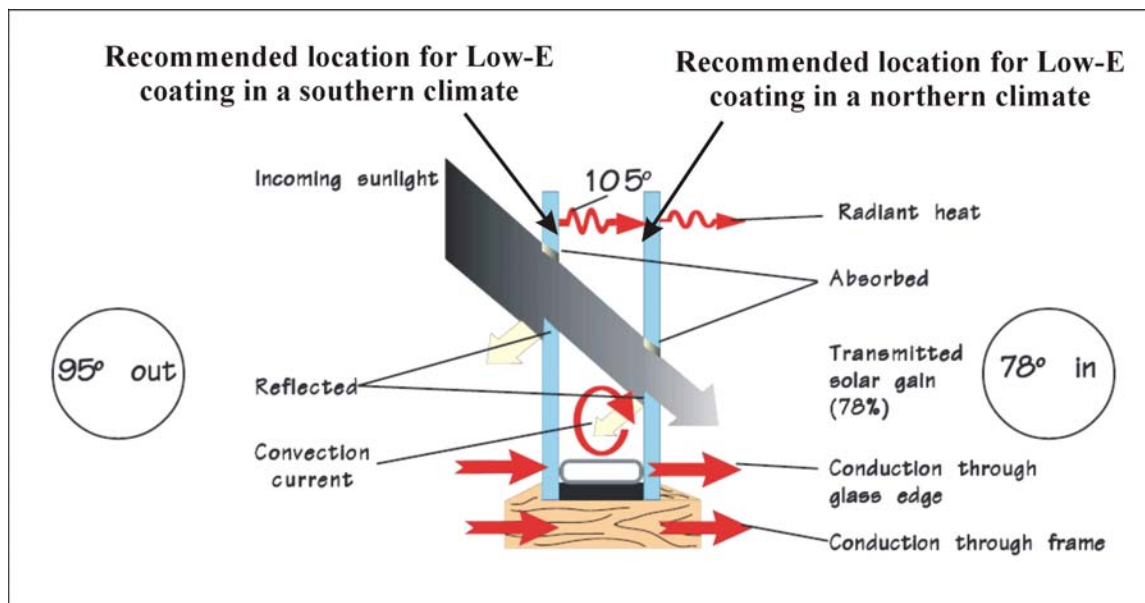 Recommended location for Low-E
coating in a southern climate
Recommended location for Low-E
coating in a northern climate
Incoming sunlight
105°
Radiant heat
Absorbed
95° out
Reflected
Transmitted
solar gain
(78%)
78° in
Convection
current
Conduction through
glass edge
Conduction through frame